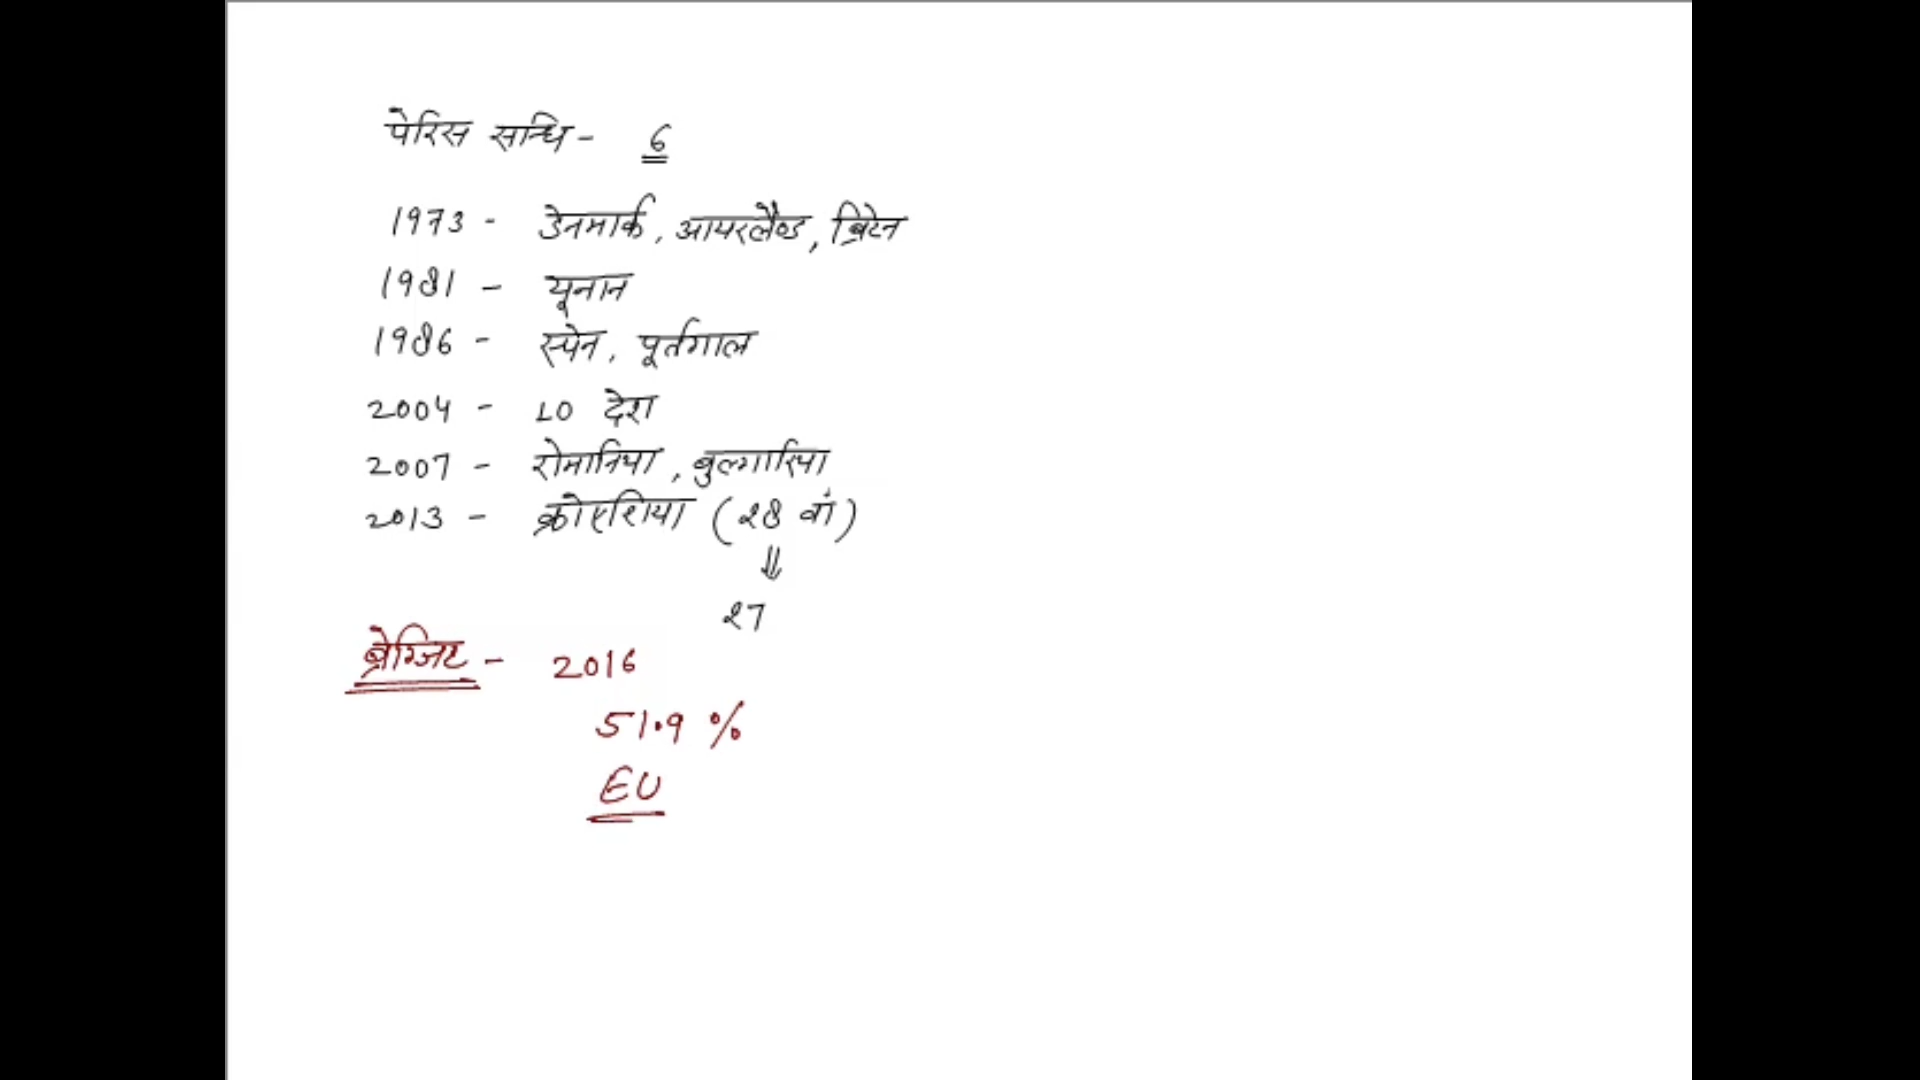 पेरिस सन्धि - 6
1973 - डेनमार्क, आयरलैण्ड, ब्रिटेन
1981 - यूनान
1986 - स्पेन, पूर्तगाल
2004 - 10 देश
2007 - रोमानिया, बुल्गारिया
2013 - क्रोएशिया (28 वां)
⇓
27
ब्रेग्जिट - 2016
51.9 %
EU